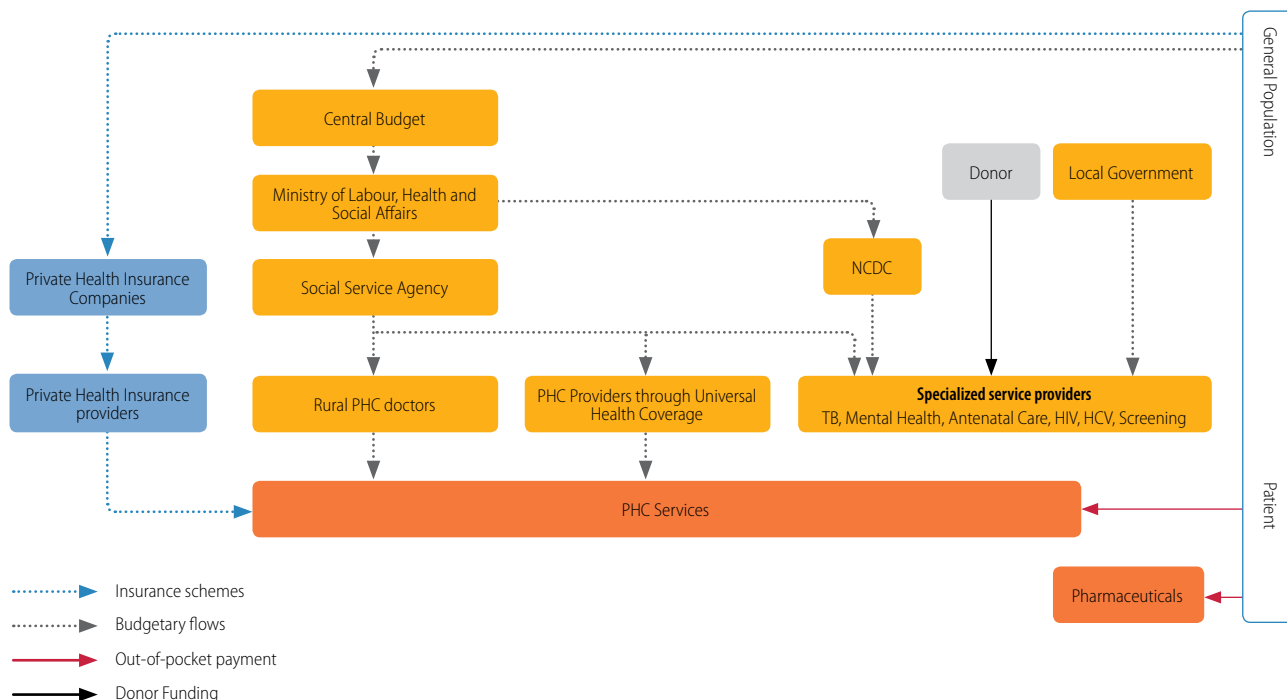 General Population
Central Budget
Donor
Local Government
Ministry of Labour, Health and
Social Affairs
NCDC
Private Health Insurance
Companies
Social Service Agency
Private Health Insurance
providers
Rural PHC doctors
PHC Providers through Universal
Health Coverage
Specialized service providers
TB, Mental Health, Antenatal Care, HIV, HCV, Screening
PHC Services
Patient
Pharmaceuticals
Insurance schemes
Budgetary flows
Out-of-pocket payment
Donor Funding